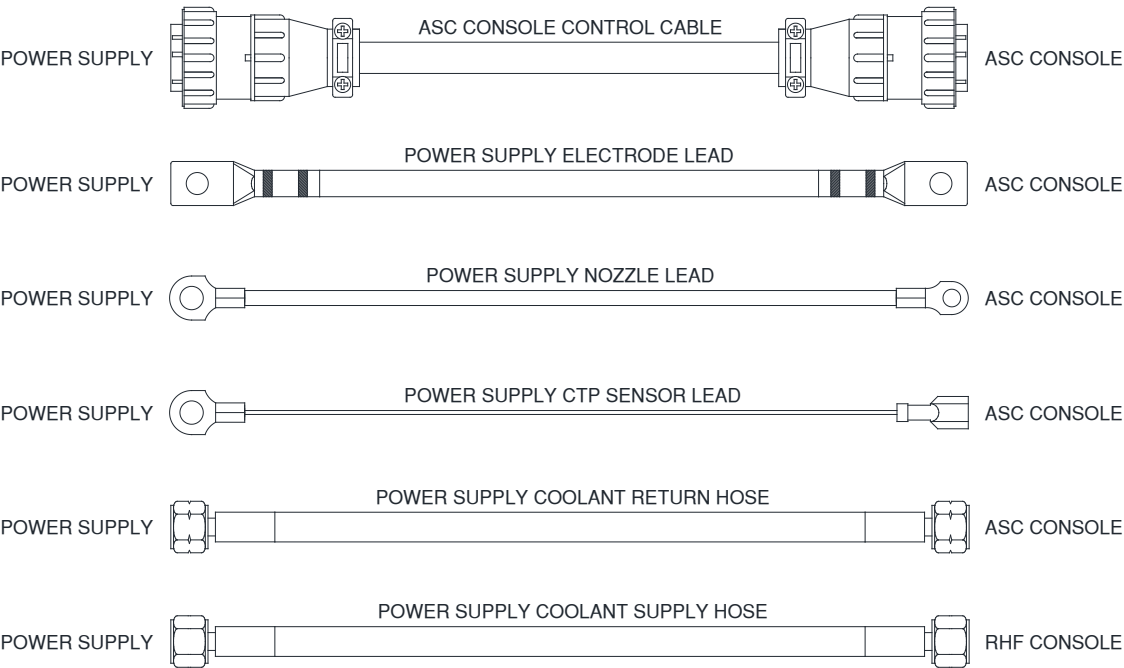 ASC CONSOLE CONTROL CABLE
POWER SUPPLY ASC CONSOLE
POWER SUPPLY ELECTRODE LEAD
POWER SUPPLY ASC CONSOLE
POWER SUPPLY NOZZLE LEAD
POWER SUPPLY ASC CONSOLE
POWER SUPPLY CTP SENSOR LEAD
POWER SUPPLY ASC CONSOLE
POWER SUPPLY COOLANT RETURN HOSE
POWER SUPPLY ASC CONSOLE
POWER SUPPLY COOLANT SUPPLY HOSE
POWER SUPPLY RHF CONSOLE